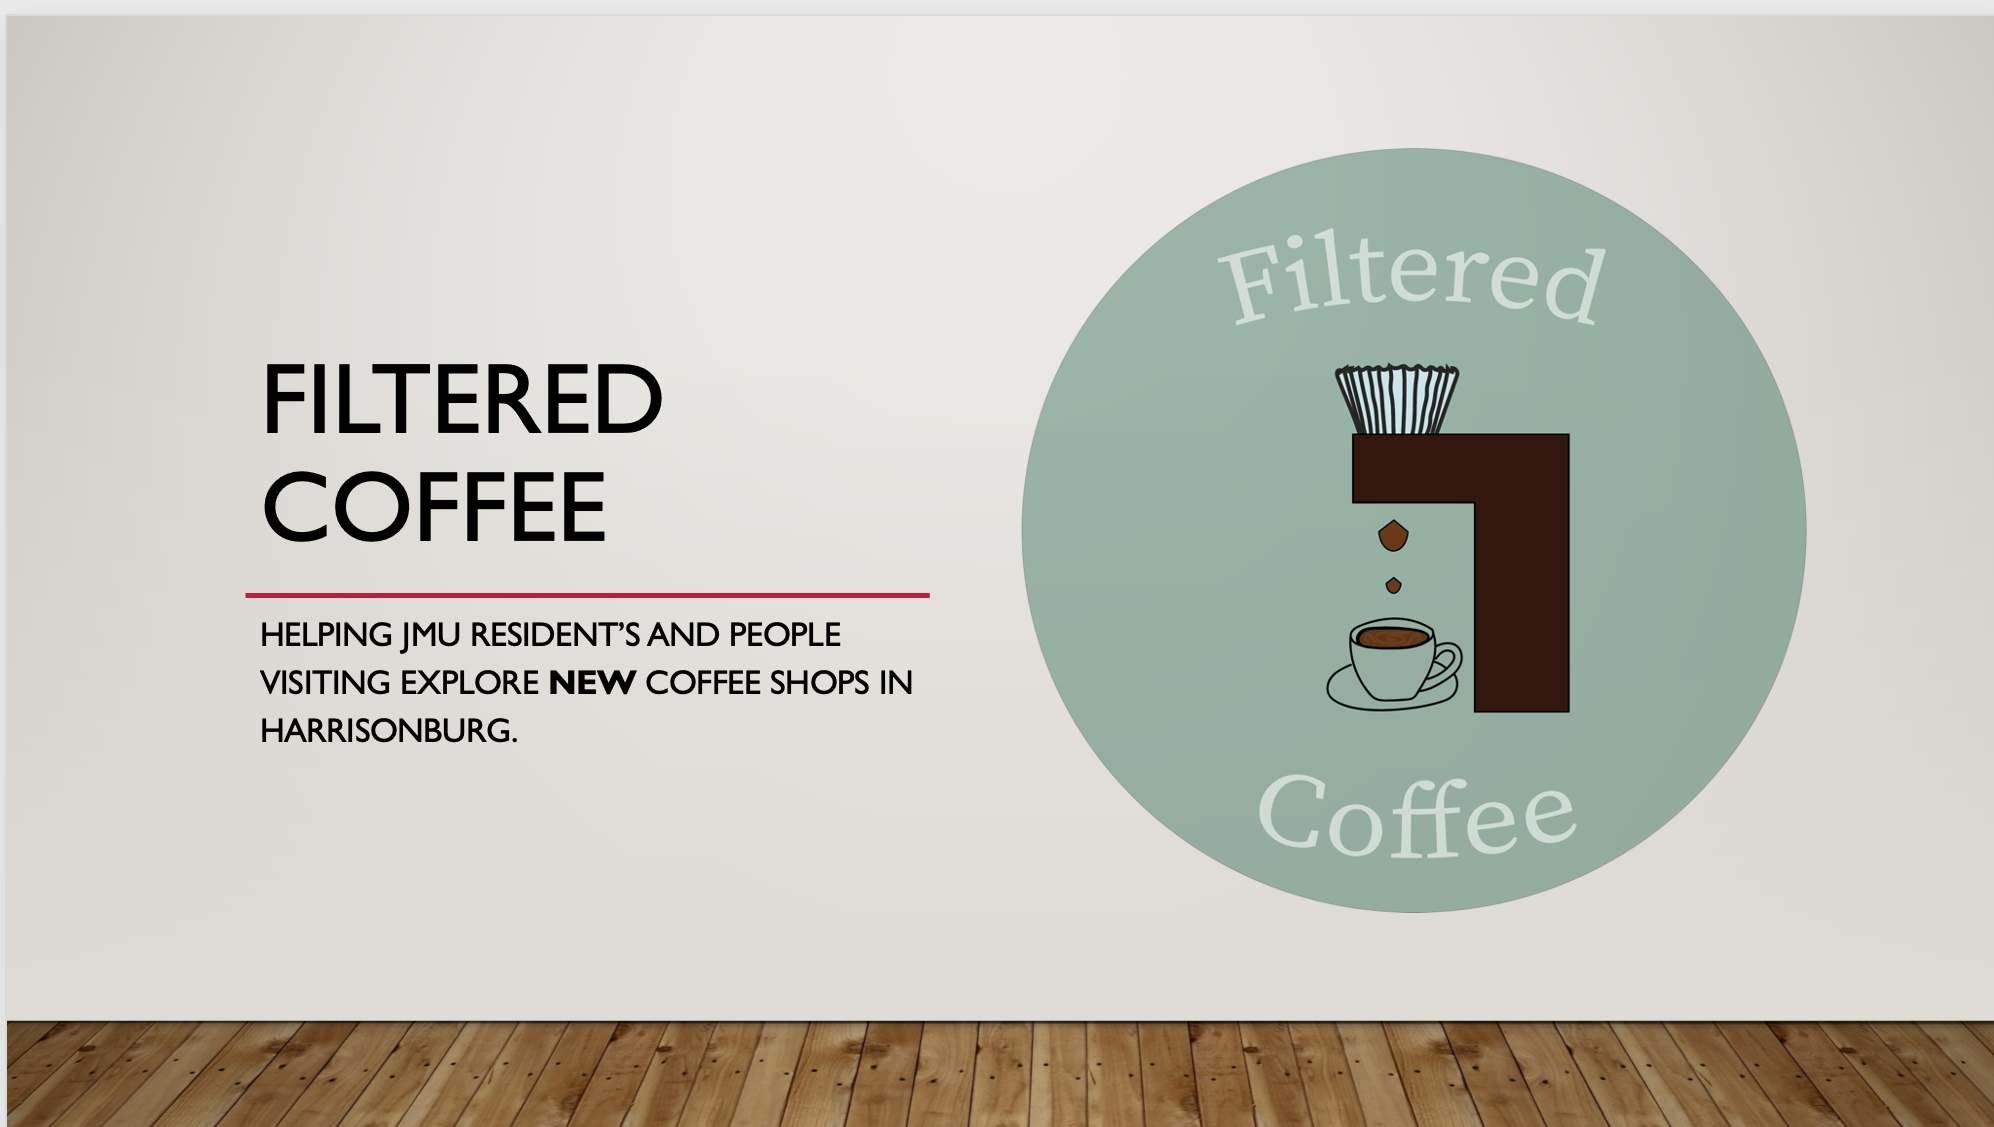 FILTERED
COFFEE
HELPING JMU RESIDENT’S AND PEOPLE
VISITING EXPLORE NEW COFFEE SHOPS IN
HARRISONBURG.
Filtered
Coffee